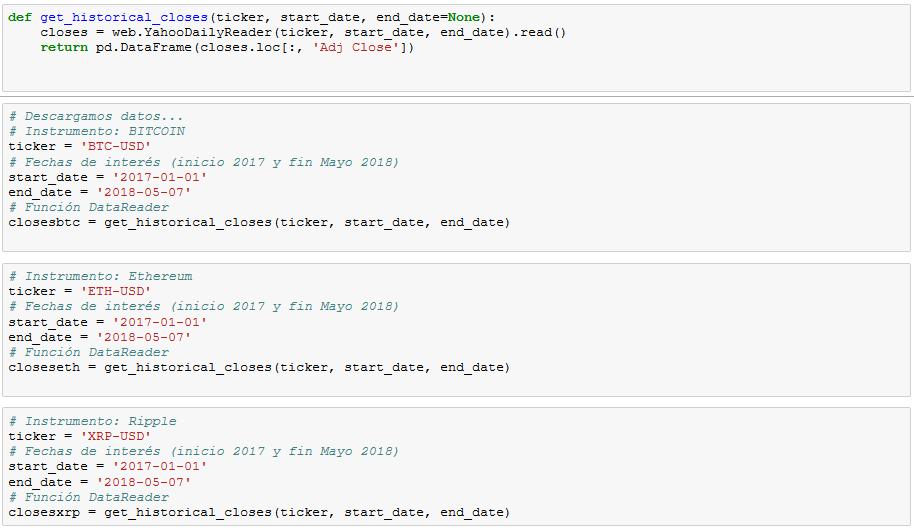 def get_historical_closes(ticker, start_date, end_date=None):
    closes = web.YahooDailyReader(ticker, start_date, end_date).read()
    return pd.DataFrame(closes.loc[:, 'Adj Close'])
# Descargamos datos...
# Instrumento: BITCOIN
ticker = 'BTC-USD'
# Fechas de interés (inicio 2017 y fin Mayo 2018)
start_date = '2017-01-01'
end_date = '2018-05-07'
# Función DataReader
closesbtc = get_historical_closes(ticker, start_date, end_date)
# Instrumento: Ethereum
ticker = 'ETH-USD'
# Fechas de interés (inicio 2017 y fin Mayo 2018)
start_date = '2017-01-01'
end_date = '2018-05-07'
# Función DataReader
closeseth = get_historical_closes(ticker, start_date, end_date)
# Instrumento: Ripple
ticker = 'XRP-USD'
# Fechas de interés (inicio 2017 y fin Mayo 2018)
start_date = '2017-01-01'
end_date = '2018-05-07'
# Función DataReader
closesxrp = get_historical_closes(ticker, start_date, end_date)